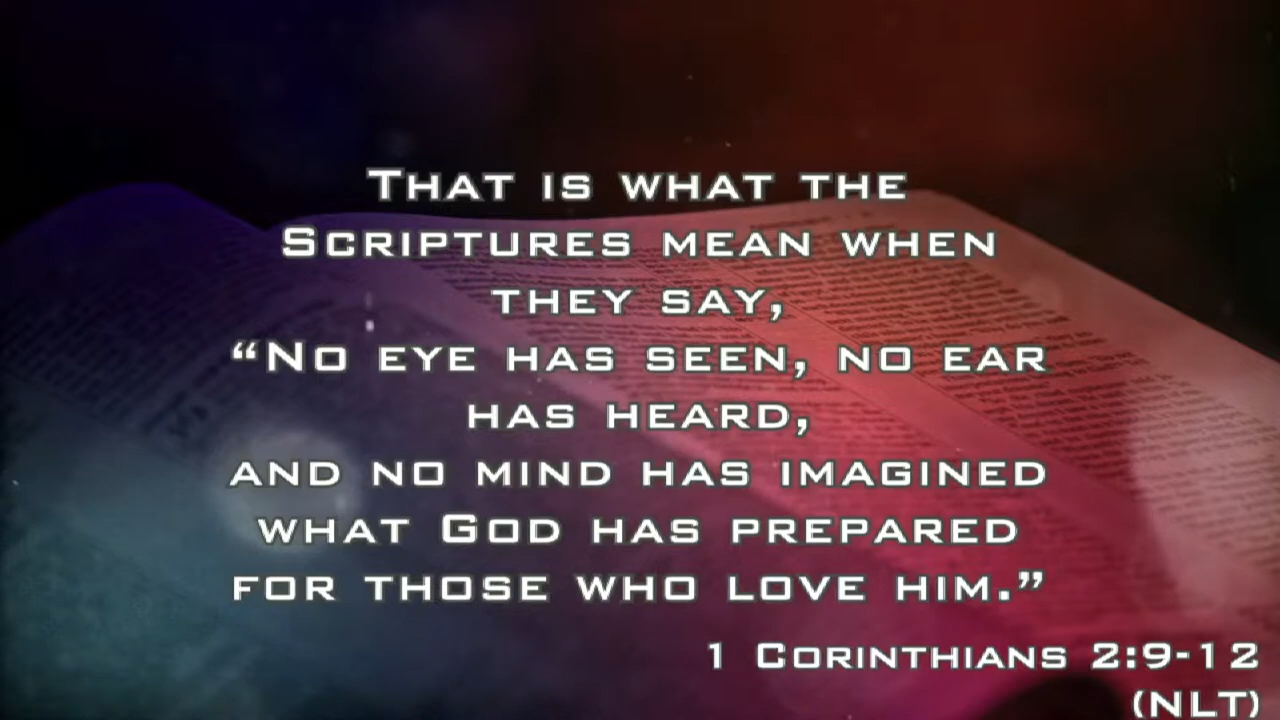 That is what the
Scriptures mean when
they say,
“No eye has seen, no ear
has heard,
and no mind has imagined
what God has prepared
for those who love him.”
1 Corinthians 2:9-12
(NLT)